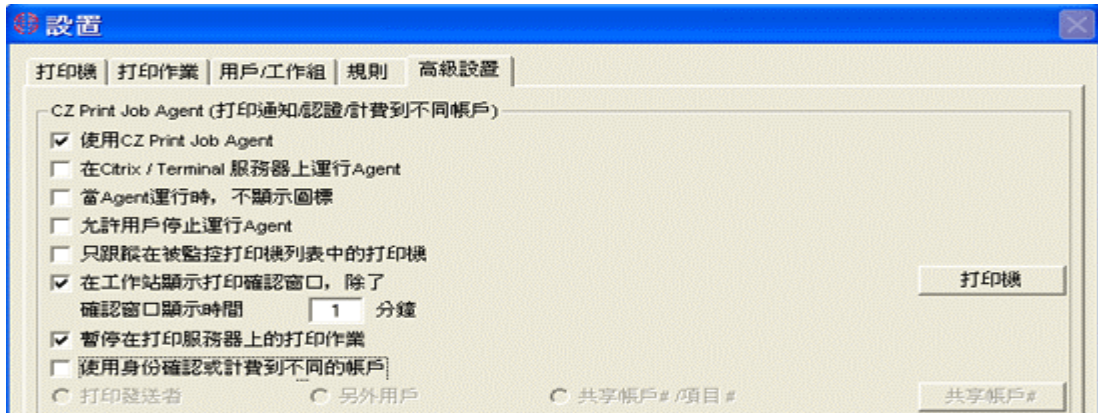 設置
打印機 打印作業 用戶/工作組 規則 高級設置
CZ Print Job Agent (打印通知/認證/計費到不同帳戶)
使用CZ Print Job Agent
在Citrix / Terminal 服務器上運行Agent
當Agent運行時，不顯示圖標
允許用戶停止運行Agent
只跟蹤在被監控打印機列表中的打印機
在工作站顯示打印確認窗口，除了 打印機
確認窗口顯示時間 1 分鐘
暫停在打印服務器上的打印作業
使用身份確認或計費到不同的帳戶
打印發送者 另外用戶 共享帳戶# /項目# 共享帳戶#